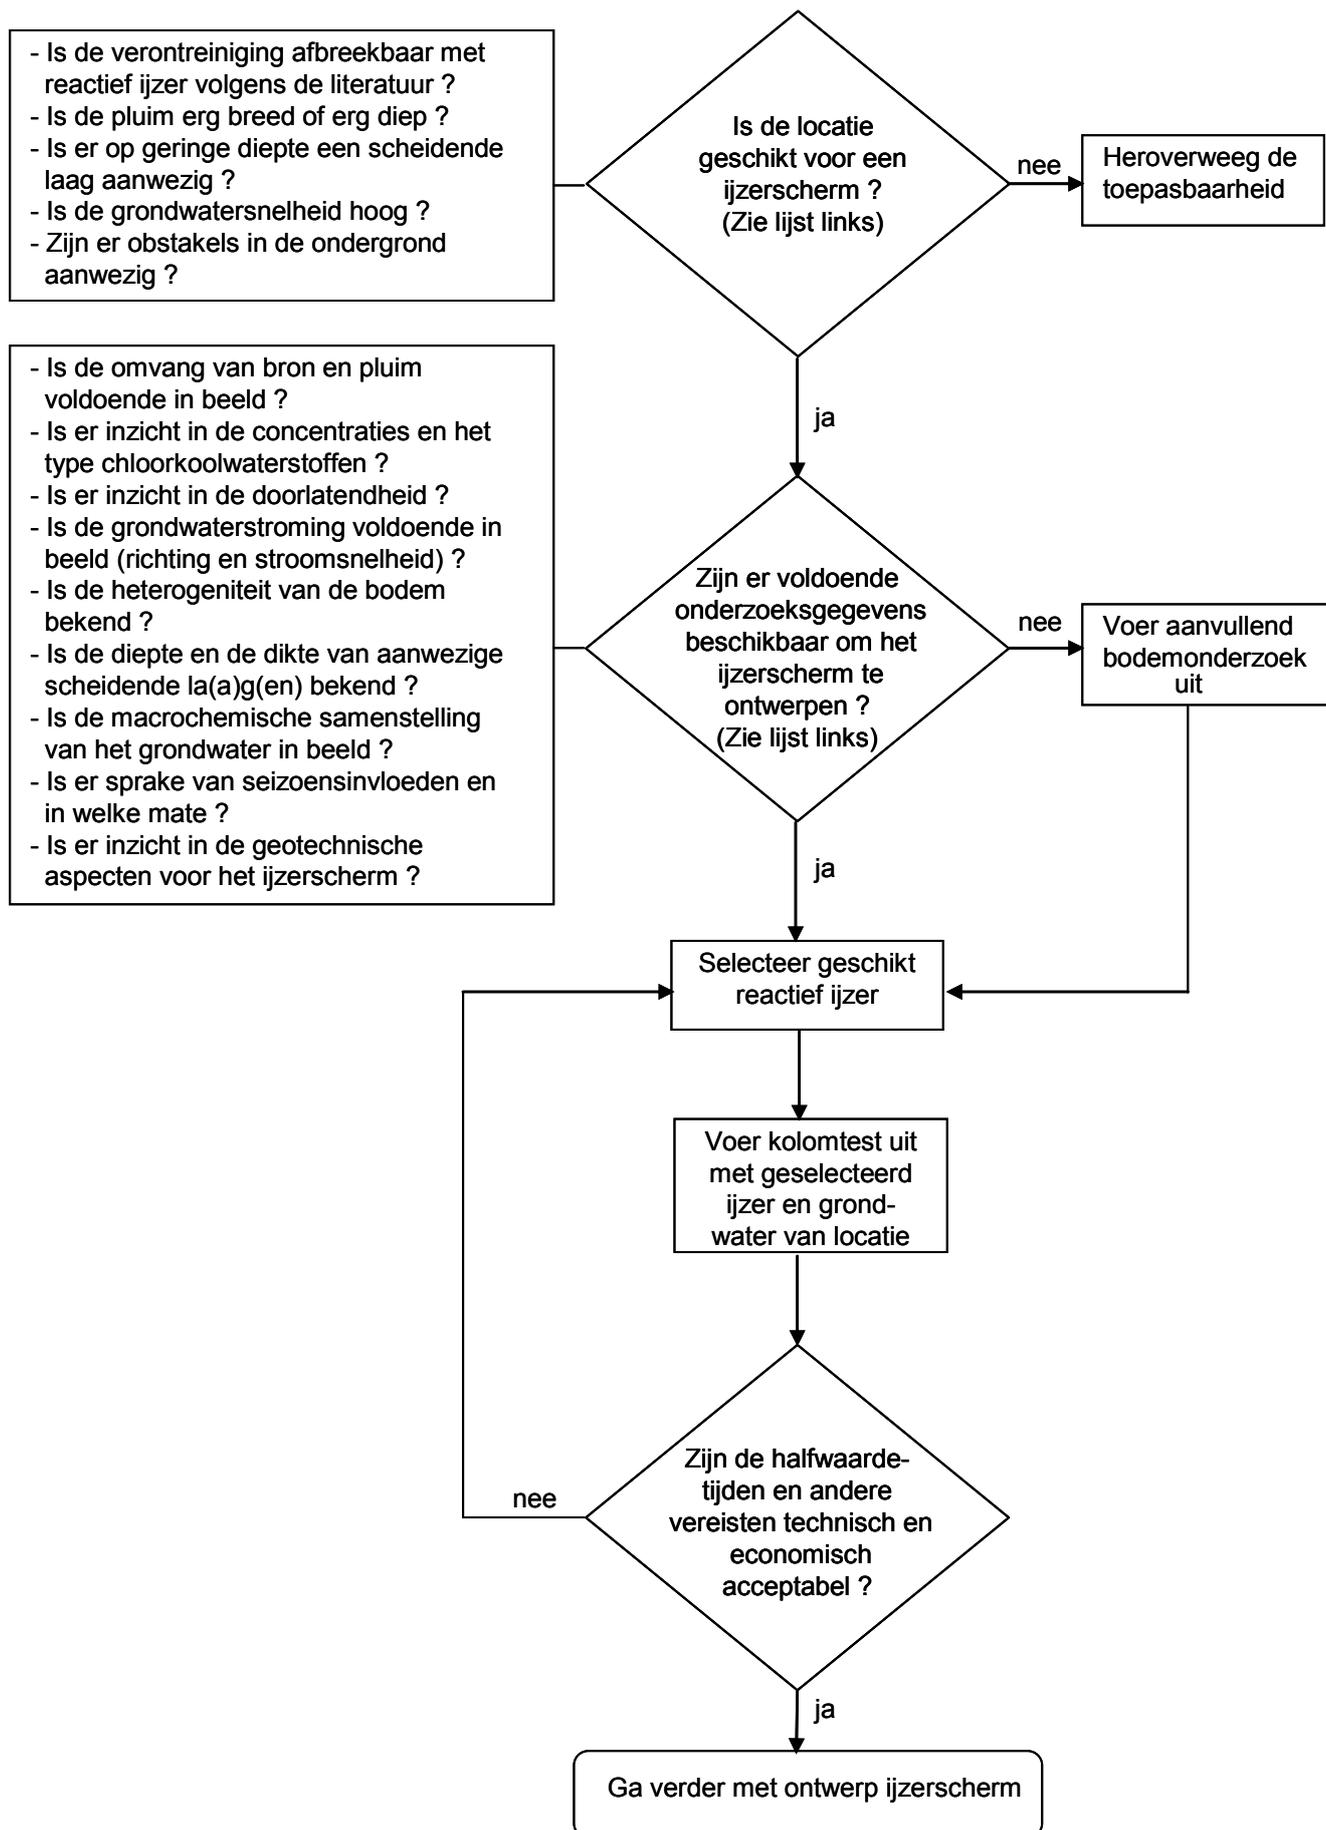 - Is de verontreiniging afbreekbaar met
reactief ijzer volgens de literatuur ?
- Is de pluim erg breed of erg diep ?
- Is er op geringe diepte een scheidende
laag aanwezig ?
- Is de grondwatersnelheid hoog ?
- Zijn er obstakels in de ondergrond
aanwezig ?
Is de locatie
geschikt voor een
ijzerscherm ?
(Zie lijst links)
nee
Heroverweeg de
toepasbaarheid
ja
- Is de omvang van bron en pluim
voldoende in beeld ?
- Is er inzicht in de concentraties en het
type chloorkoolwaterstoffen ?
- Is er inzicht in de doorlatendheid ?
- Is de grondwaterstroming voldoende in
beeld (richting en stroomsnelheid) ?
- Is de heterogeniteit van de bodem
bekend ?
- Is de diepte en de dikte van aanwezige
scheidende la(a)g(en) bekend ?
- Is de macrochemische samenstelling
van het grondwater in beeld ?
- Is er sprake van seizoensinvloeden en
in welke mate ?
- Is er inzicht in de geotechnische
aspecten voor het ijzerscherm ?
Zijn er voldoende
onderzoeksgegevens
beschikbaar om het
ijzerscherm te
ontwerpen ?
(Zie lijst links)
nee
Voer aanvullend
bodemonderzoek
uit
ja
Selecteer geschikt
reactief ijzer
Voer kolomtest uit
met geselecteerd
ijzer en grond-
water van locatie
Zijn de halfwaarde-
tijden en andere
vereisten technisch en
economisch
acceptabel ?
nee
ja
Ga verder met ontwerp ijzerscherm